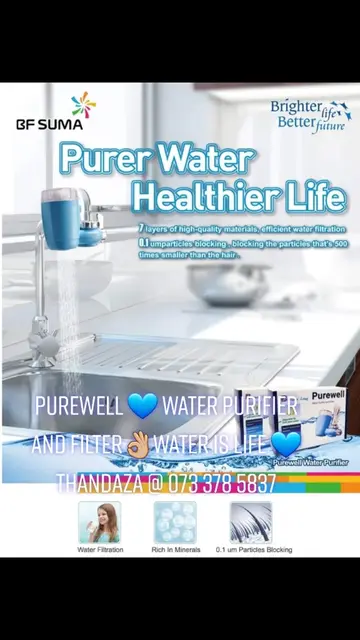 BF SUMA
Brighter life
Better future
Purer Water
Healthier Life
7 layers of high-quality materials, efficient water filtration
0.1 umparticles blocking , blocking the particles that's 500
times smaller than the hair .
Purewell
PUREWELL 💙 WATER PURIFIER
AND FILTER👌🏽WATER IS LIFE 💙
Purewell Water Purifier
THANDAZA @ 073 378 5837
Water Filtration
Rich In Minerals
0.1 um Particles Blocking